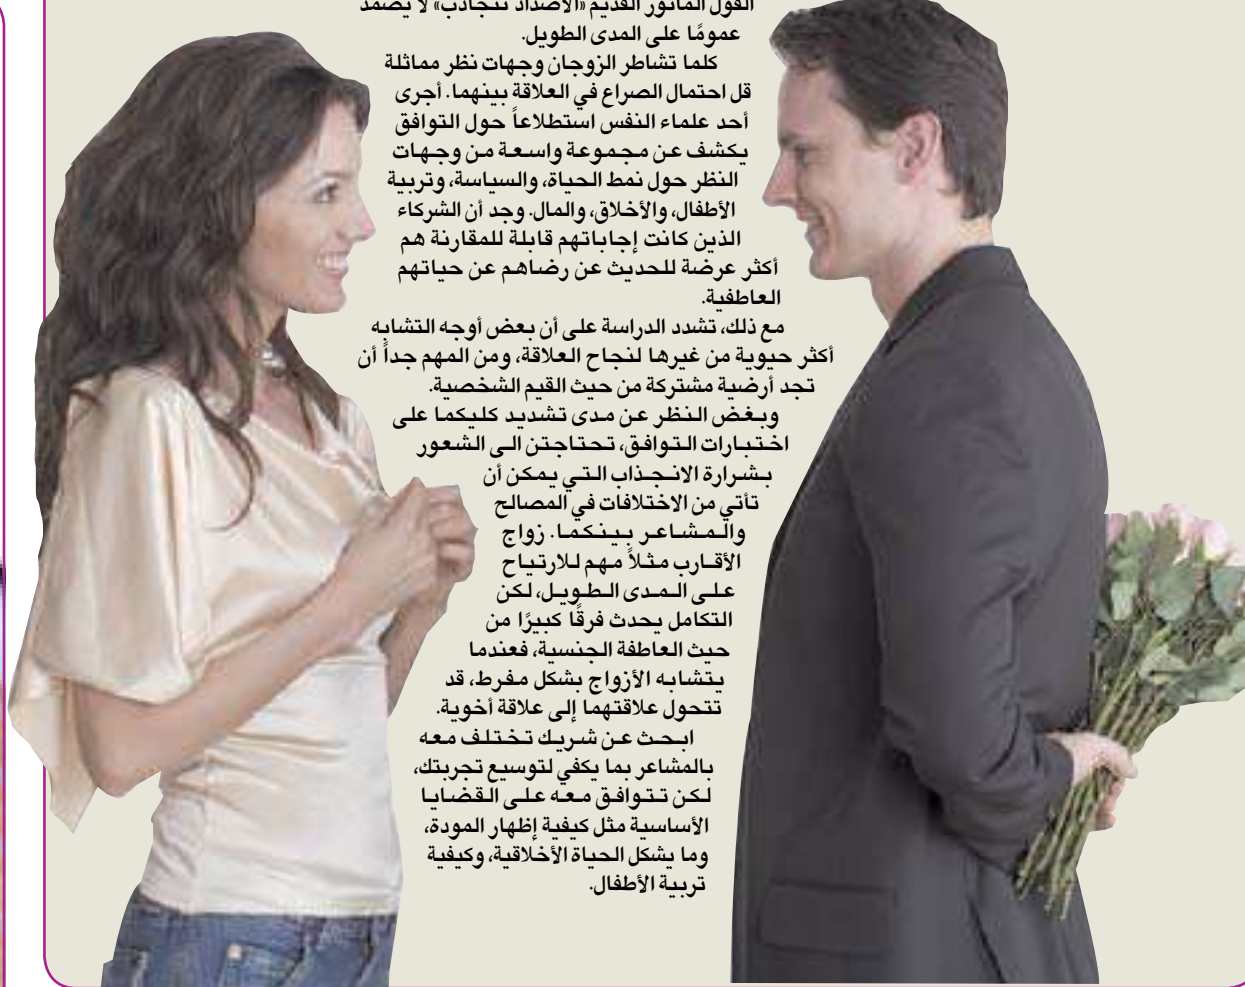 القول المأثور القديم «الأضداد تتجاذب» لا يصمد
عمومًا على المدى الطويل.
كلما تشاطر الزوجان وجهات نظر مماثلة
قل احتمال الصراع في العلاقة بينهما. أجرى
أحد علماء النفس استطلاعاً حول التوافق
يكشف عن مجموعة واسعة من وجهات
النظر حول نمط الحياة، والسياسة، وتربية
الأطفال، والأخلاق، والمال. وجد أن الشركاء
الذين كانت إجاباتهم قابلة للمقارنة هم
أكثر عرضة للحديث عن رضاهم عن حياتهم
العاطفية.
مع ذلك، تشدد الدراسة على أن بعض أوجه التشابه
أكثر حيوية من غيرها لنجاح العلاقة، ومن المهم جداً أن
تجد أرضية مشتركة من حيث القيم الشخصية.
وبغض النظر عن مدى تشديد كليكما على
اختبارات التوافق، تحتاجتن الى الشعور
بشرارة الانجذاب التي يمكن أن
تأتي من الاختلافات في المصالح
والمشاعر بينكما. زواج
الأقارب مثلاً مهم للارتياح
على المدى الطويل، لكن
التكامل يحدث فرقًا كبيرًا من
حيث العاطفة الجنسية، فعندما
يتشابه الأزواج بشكل مفرط، قد
تتحول علاقتهما إلى علاقة أخوية.
ابحث عن شريك تختلف معه
بالمشاعر بما يكفي لتوسيع تجربتك،
لكن تتوافق معه على القضايا
الأساسية مثل كيفية إظهار المودة،
وما يشكل الحياة الأخلاقية، وكيفية
تربية الأطفال.